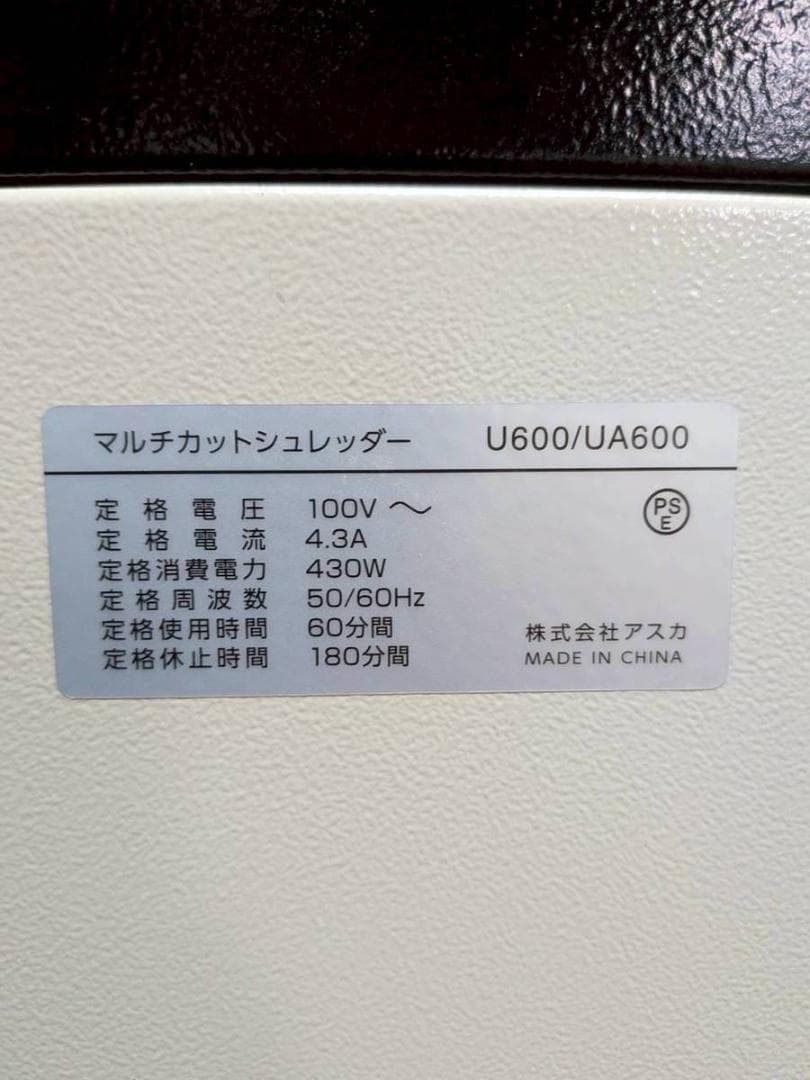 マルチカットシュレッダー U600/UA600
定格電圧 100V ～
定格電流 4.3A
定格消費電力 430W
定格周波数 50/60Hz
定格使用時間 60分間
定格休止時間 180分間
PS
E
株式会社アスカ
MADE IN CHINA